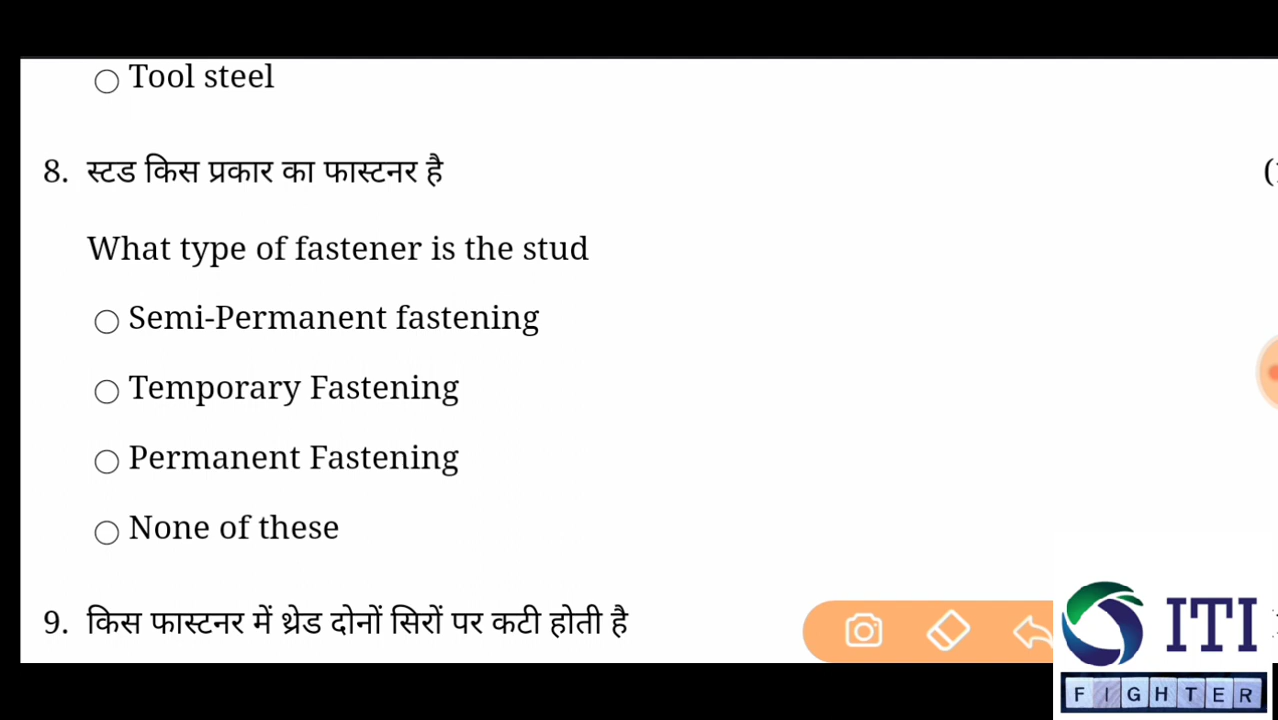 Tool steel
8. स्टड किस प्रकार का फास्टनर है
What type of fastener is the stud
Semi-Permanent fastening
Temporary Fastening
Permanent Fastening
None of these
9. किस फास्टनर में थ्रेड दोनों सिरों पर कटी होती है
ITI
FIGHTER